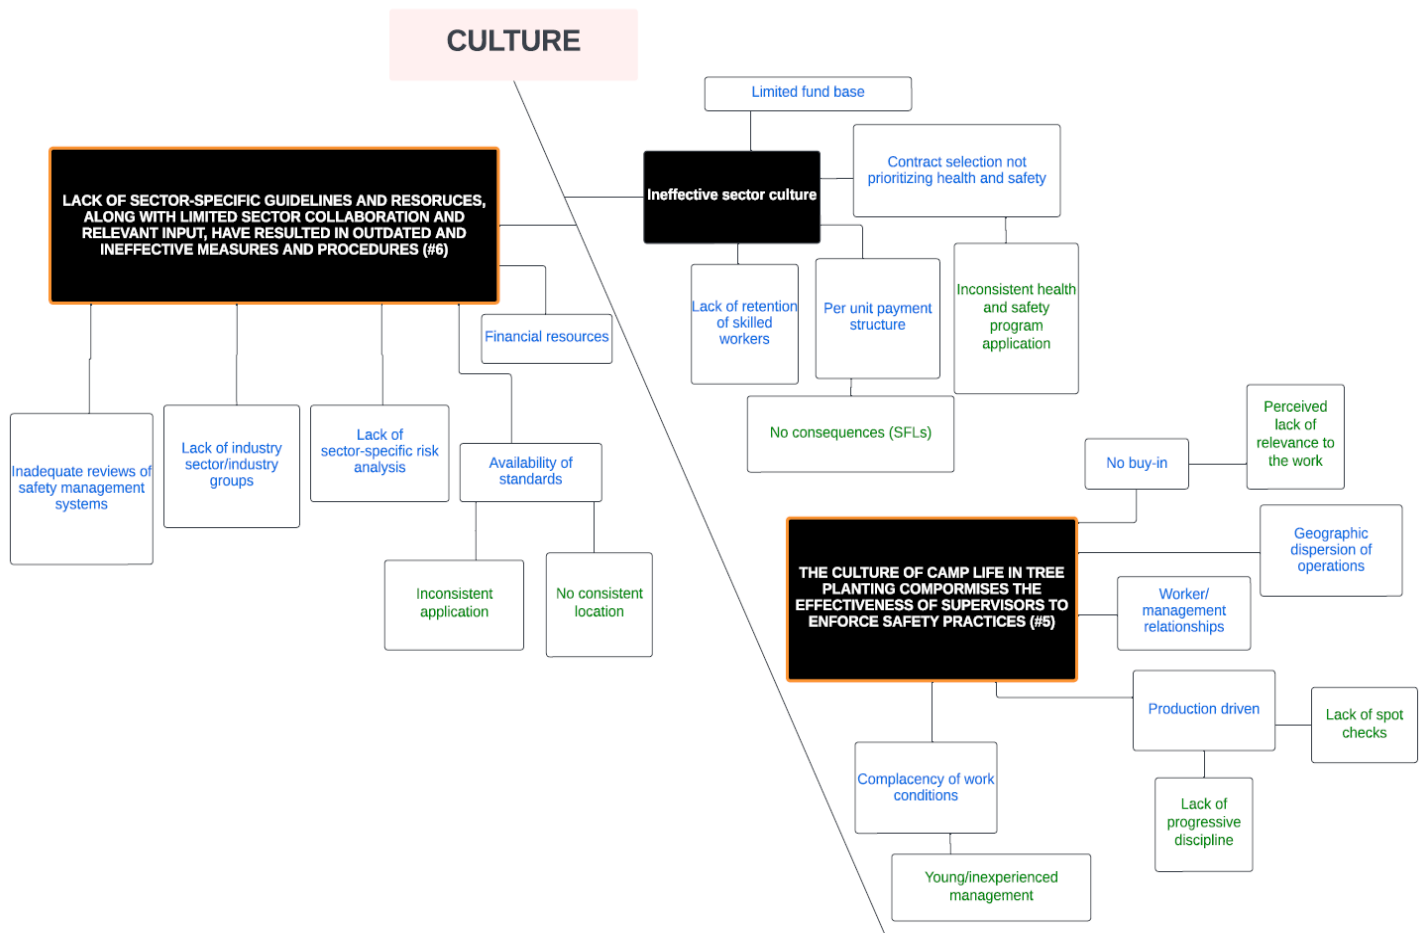 CULTURE
Limited fund base
Ineffective sector culture
Contract selection not
prioritizing health and safety
Inconsistent health
and safety
program
application
Lack of retention
of skilled
workers
Per unit payment
structure
No consequences (SFLs)
LACK OF SECTOR-SPECIFIC GUIDELINES AND RESORUCES,
ALONG WITH LIMITED SECTOR COLLABORATION AND
RELEVANT INPUT, HAVE RESULTED IN OUTDATED AND
INEFFECTIVE MEASURES AND PROCEDURES (#6)
Financial resources
Inadequate reviews of
safety management
systems
Lack of industry
sector/industry
groups
Lack of
sector-specific risk
analysis
Availability of
standards
Inconsistent
application
No consistent
location
No buy-in
Perceived
lack of
relevance to
the work
THE CULTURE OF CAMP LIFE IN TREE
PLANTING COMPORMISES THE
EFFECTIVENESS OF SUPERVISORS TO
ENFORCE SAFETY PRACTICES (#5)
Geographic
dispersion of
operations
Worker/
management
relationships
Production driven
Lack of spot
checks
Lack of
progressive
discipline
Complacency of work
conditions
Young/inexperienced
management